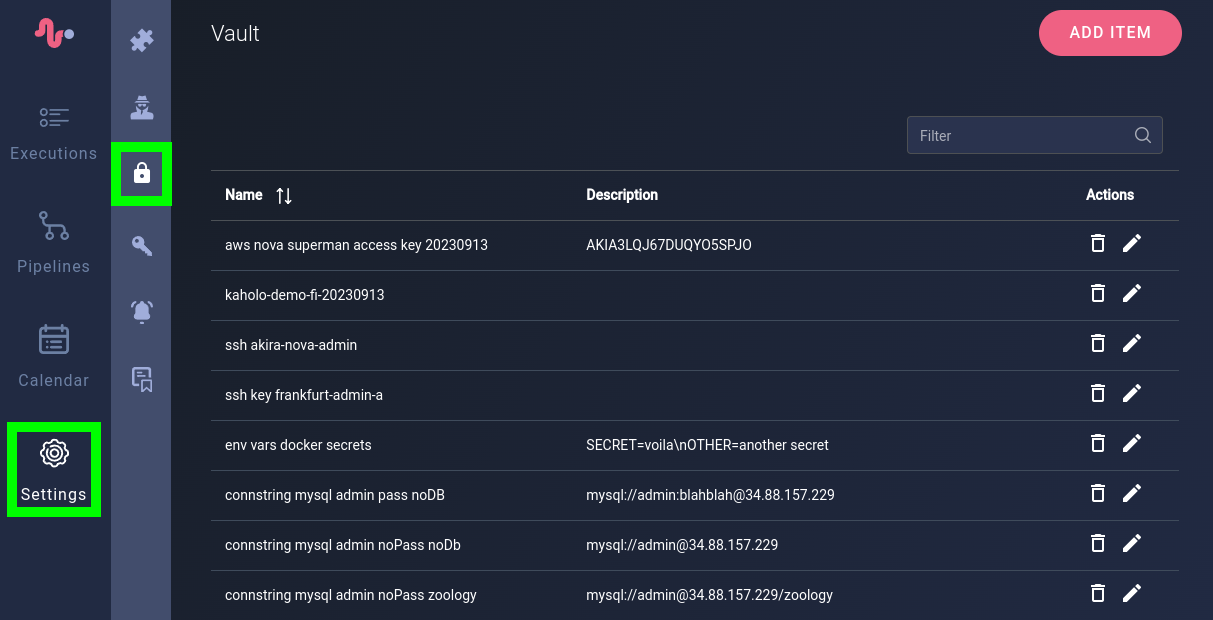 Vault
ADD ITEM
Executions
Pipelines
Calendar
Settings
Filter
Name Description Actions
aws nova superman access key 20230913 AKIA3LQJ67DUQYO5SPJO
kaholo-demo-fi-20230913
ssh akira-nova-admin
ssh key frankfurt-admin-a
env vars docker secrets SECRET=voila\nOTHER=another secret
connstring mysql admin pass noDB mysql://admin:blahblah@34.88.157.229
connstring mysql admin noPass noDb mysql://admin@34.88.157.229
connstring mysql admin noPass zoology mysql://admin@34.88.157.229/zoology